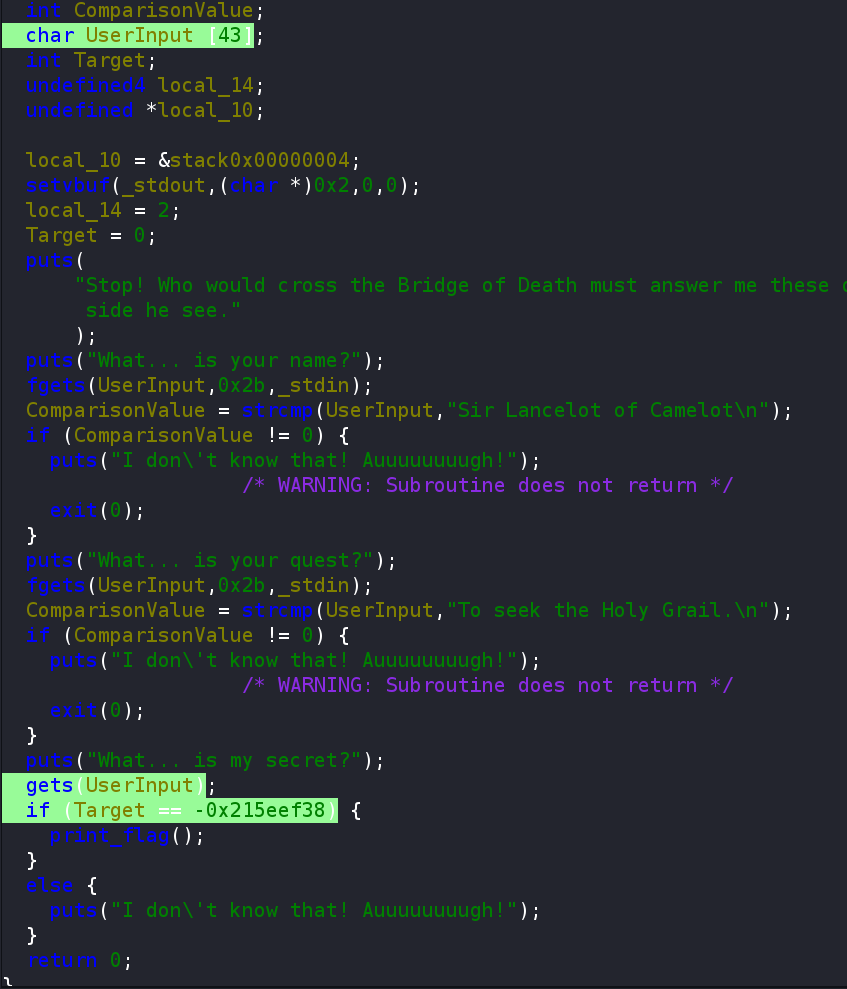 int ComparisonValue;
char UserInput [43];
int Target;
undefined4 local_14;
undefined *local_10;
local_10 = &stack0x00000004;
setvbuf(_stdout,(char *)0x2,0,0);
local_14 = 2;
Target = 0;
puts(
"Stop! Who would cross the Bridge of Death must answer me these
side he see."
);
puts("What... is your name?");
fgets(UserInput,0x2b,_stdin);
ComparisonValue = strcmp(UserInput,"Sir Lancelot of Camelot\n");
if (ComparisonValue != 0) {
puts("I don\'t know that! Auuuuuuuugh!");
/* WARNING: Subroutine does not return */
exit(0);
}
puts("What... is your quest?");
fgets(UserInput,0x2b,_stdin);
ComparisonValue = strcmp(UserInput,"To seek the Holy Grail.\n");
if (ComparisonValue != 0) {
puts("I don\'t know that! Auuuuuuuugh!");
/* WARNING: Subroutine does not return */
exit(0);
}
puts("What... is my secret?");
gets(UserInput);
if (Target == -0x215eef38) {
print_flag();
}
else {
puts("I don\'t know that! Auuuuuuuugh!");
}
return 0;
}